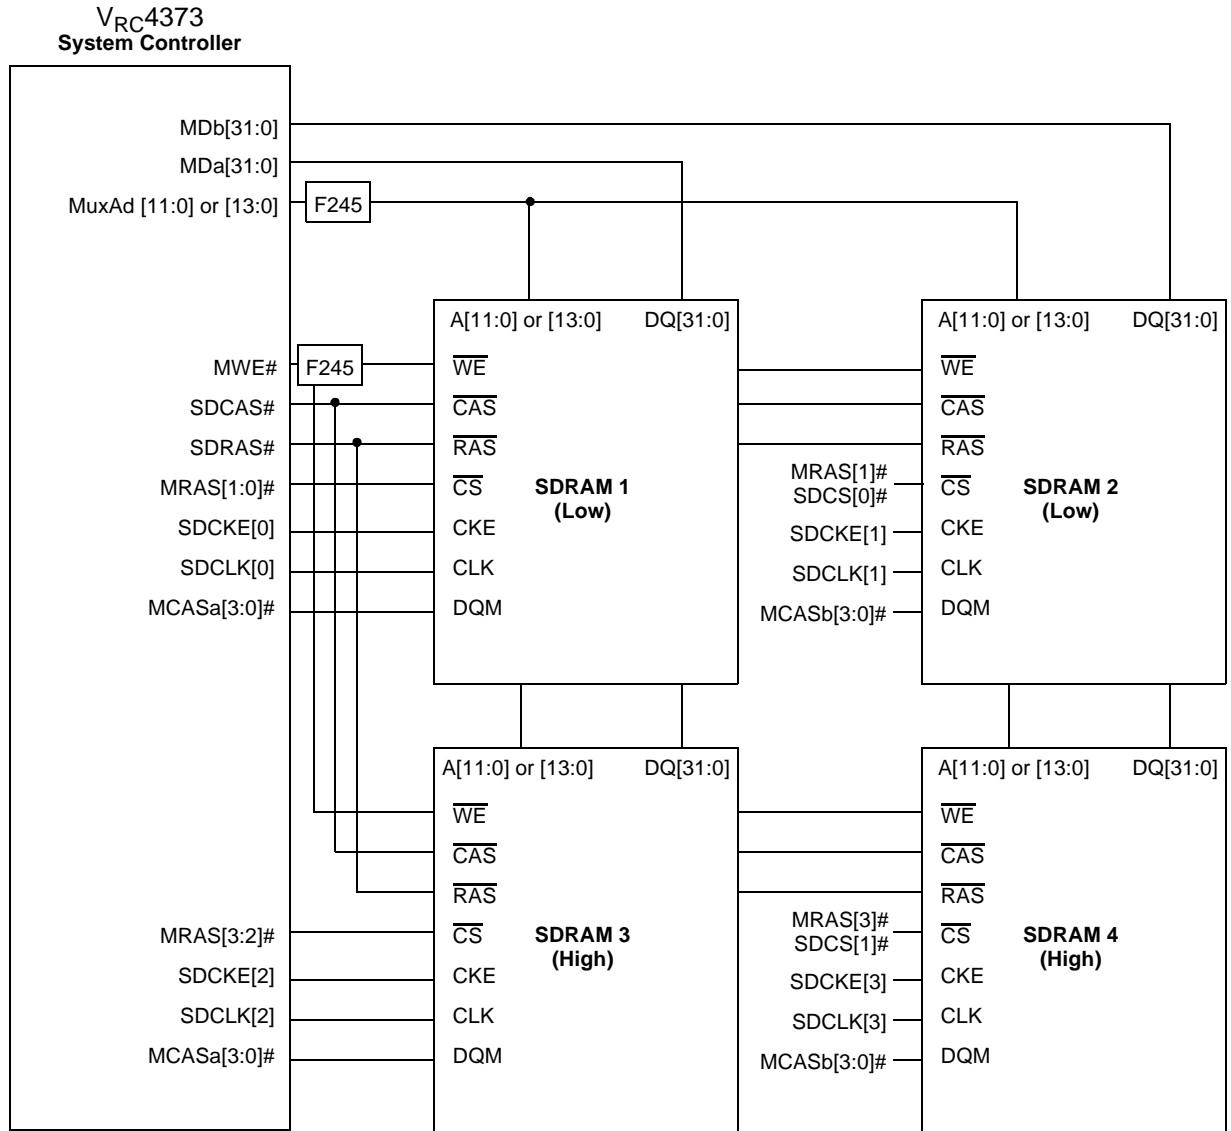 VRC4373
System Controller
MDb[31:0]
MDa[31:0]
MuxAd [11:0] or [13:0]
F245
A[11:0] or [13:0] DQ[31:0]
A[11:0] or [13:0] DQ[31:0]
MWE#
F245
WE
WE
SDCAS#
CAS
CAS
SDRAS#
RAS
RAS
MRAS[1:0]#
CS
SDRAM 1
(Low)
MRAS[1]#
SDCS[0]#
CS
SDRAM 2
(Low)
SDCKE[0]
CKE
SDCKE[1]
CKE
SDCLK[0]
CLK
SDCLK[1]
CLK
MCASa[3:0]#
DQM
MCASb[3:0]#
DQM
A[11:0] or [13:0] DQ[31:0]
A[11:0] or [13:0] DQ[31:0]
WE
WE
CAS
CAS
RAS
RAS
MRAS[3:2]#
CS
SDRAM 3
(High)
MRAS[3]#
SDCS[1]#
CS
SDRAM 4
(High)
SDCKE[2]
CKE
SDCKE[3]
CKE
SDCLK[2]
CLK
SDCLK[3]
CLK
MCASa[3:0]#
DQM
MCASb[3:0]#
DQM